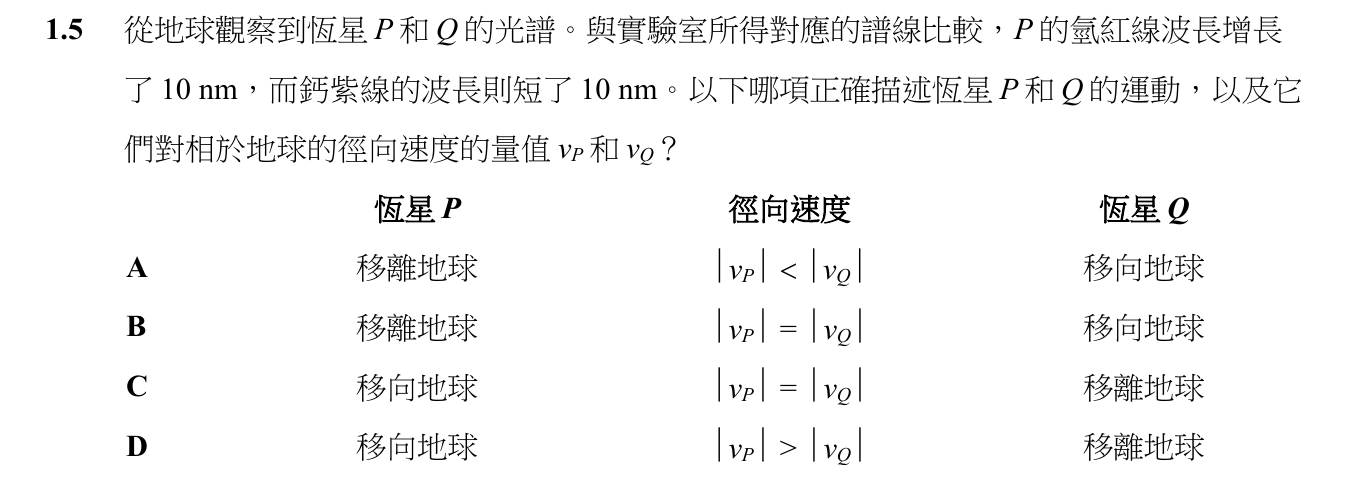 1.5 從地球觀察到恆星 P 和 Q 的光譜。與實驗室所得對應的譜線比較，P 的氫紅線波長增長
了 10 nm，而鈣紫線的波長則短了 10 nm。以下哪項正確描述恆星 P 和 Q 的運動，以及它
們對相於地球的徑向速度的量值 vP 和 vQ？
恆星 P 徑向速度 恆星 Q
A 移離地球 |vP| < |vQ| 移向地球
B 移離地球 |vP| = |vQ| 移向地球
C 移向地球 |vP| = |vQ| 移離地球
D 移向地球 |vP| > |vQ| 移離地球